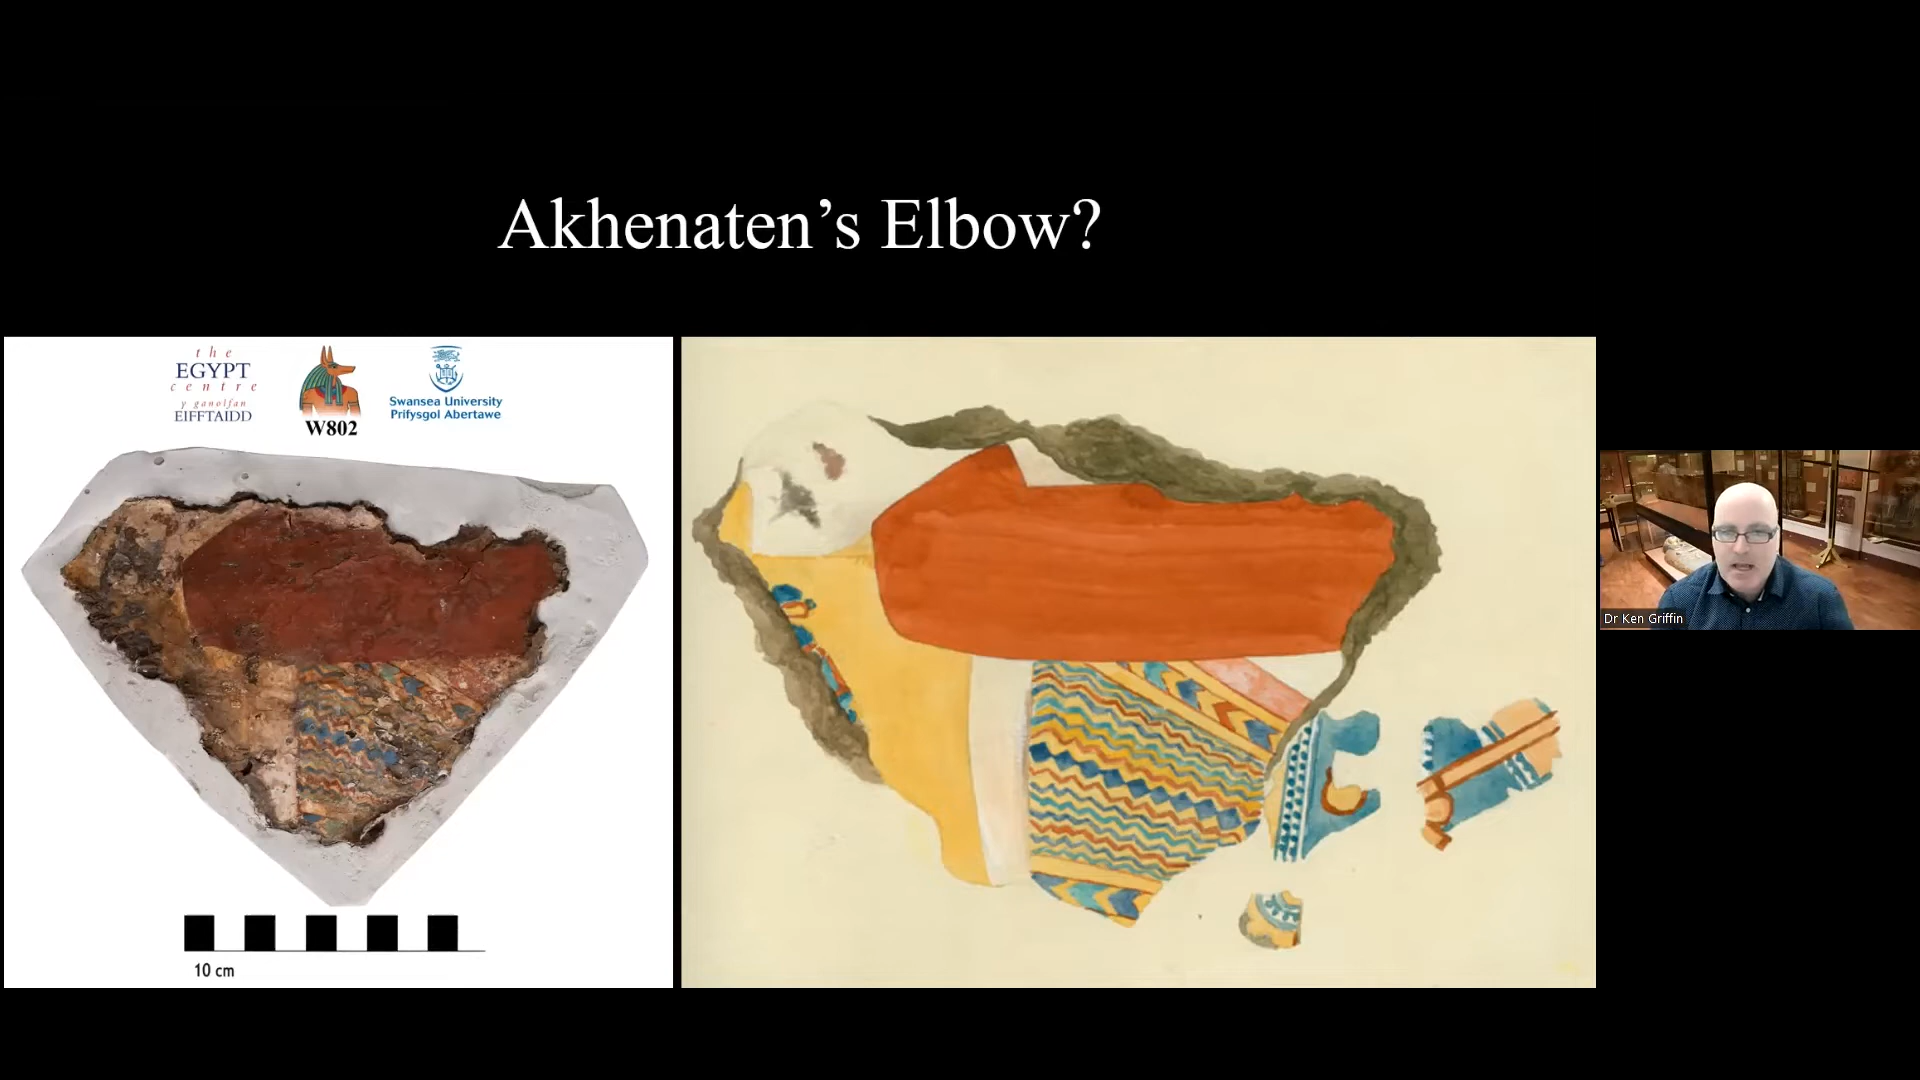 Akhenaten’s Elbow?
the
EGYPT
centre
y ganolfan
EIFFTAIDD
W802
Swansea University
Prifysgol Abertawe
10 cm
Dr Ken Griffin